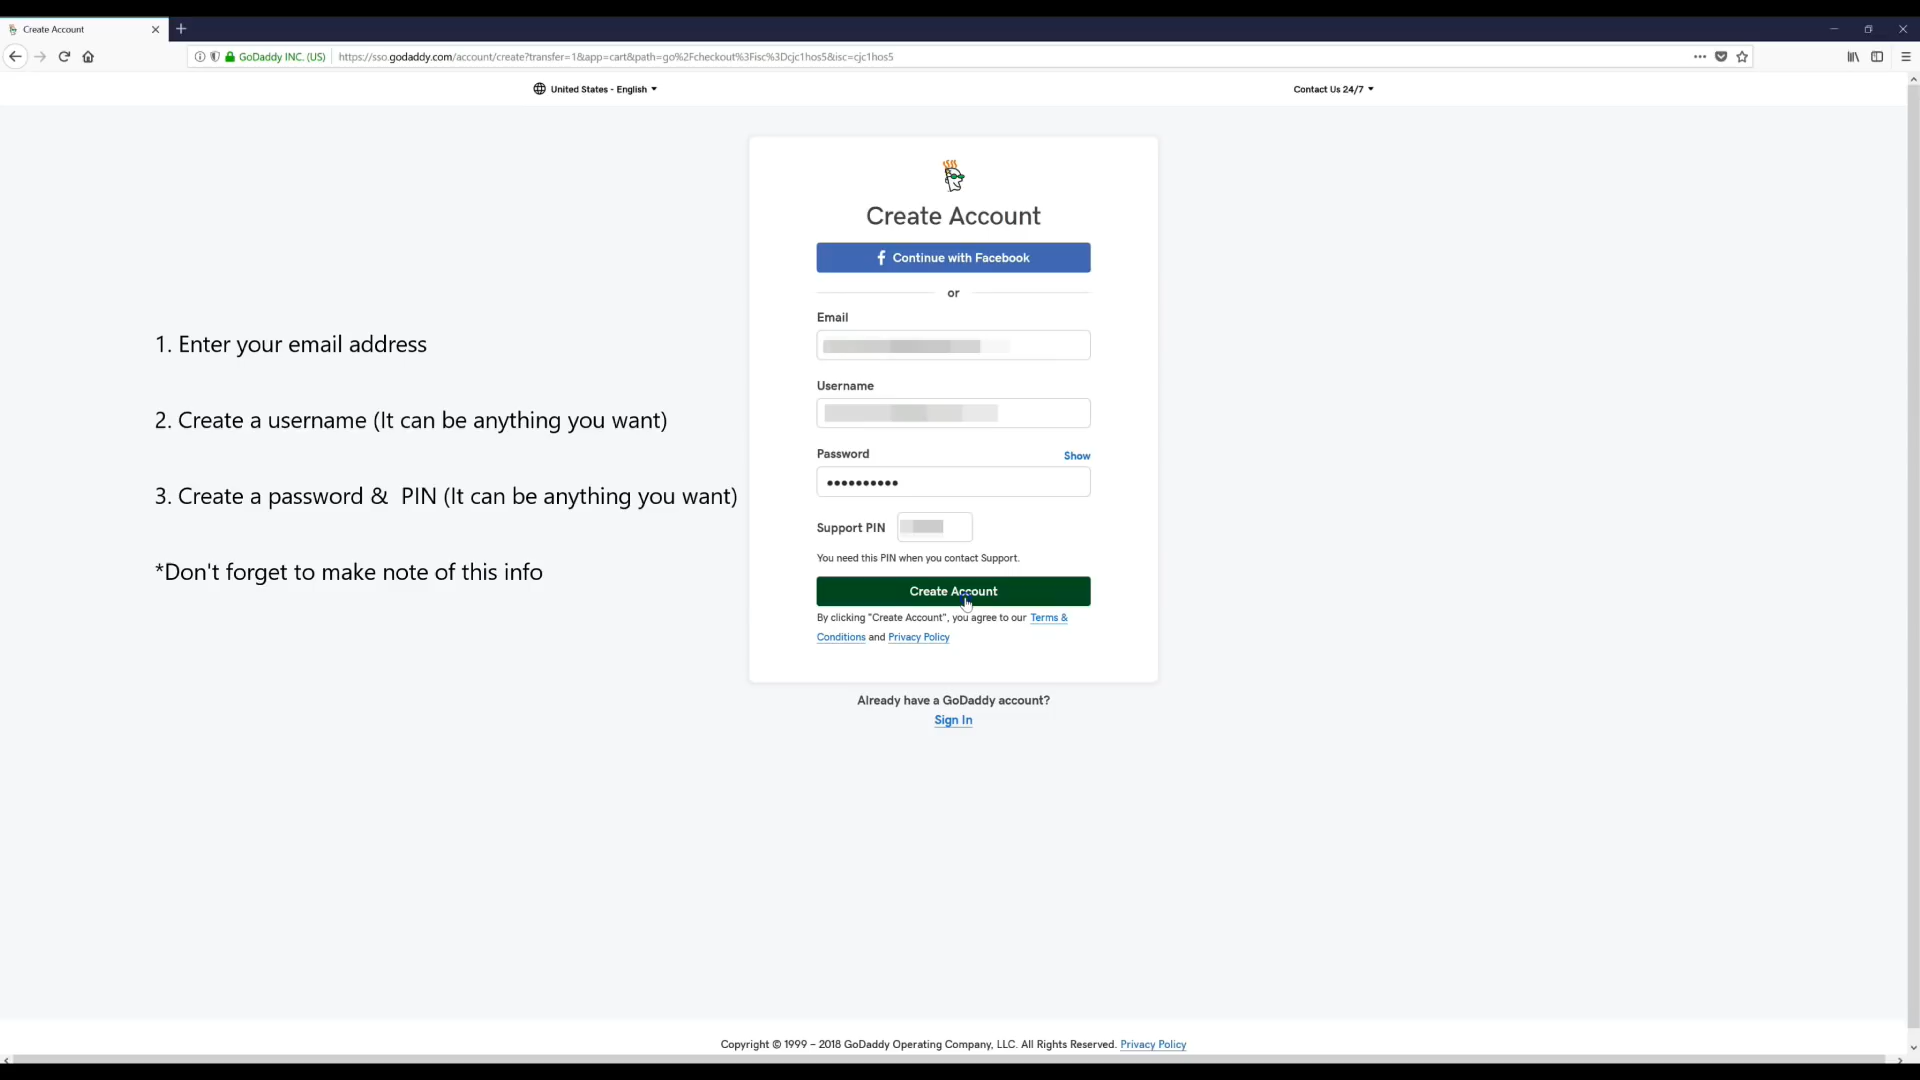 Create Account
GoDaddy INC. (US)
https://sso.godaddy.com/account/create?transfer=1&app=cart&path=go%2Fcheckout%3Fisc%3Dcjc1hos5&isc=cjc1hos5
United States - English
Contact Us 24/7
Create Account
Continue with Facebook
or
Email
Username
Password
Show
Support PIN
You need this PIN when you contact Support.
Create Account
By clicking "Create Account", you agree to our Terms &
Conditions and Privacy Policy
Already have a GoDaddy account?
Sign In
1. Enter your email address
2. Create a username (It can be anything you want)
3. Create a password & PIN (It can be anything you want)
*Don't forget to make note of this info
Copyright © 1999 – 2018 GoDaddy Operating Company, LLC. All Rights Reserved. Privacy Policy